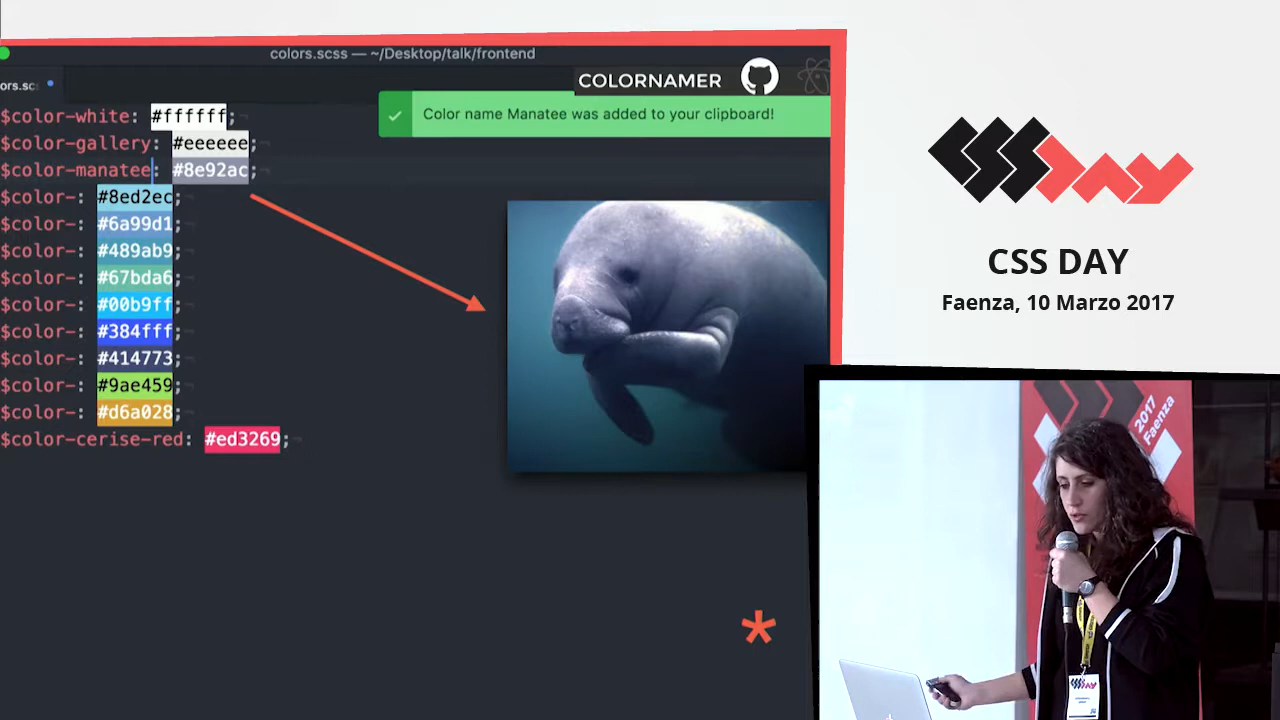 colors.scss — ~/Desktop/talk/frontend
ors.sc
COLORNAMER
Color name Manatee was added to your clipboard!
$color-white: #ffffff;
$color-gallery: #eeeeee;
$color-manatee: #8e92ac;
$color-: #8ed2ec;
$color-: #6a99d1;
$color-: #489ab9;
$color-: #67bda6;
$color-: #00b9ff;
$color-: #384fff;
$color-: #414773;
$color-: #9ae459;
$color-: #d6a028;
$color-cerise-red: #ed3269;
*
CSS DAY
Faenza, 10 Marzo 2017
2017
Faenza